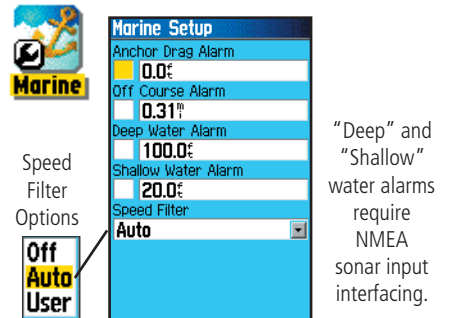 Marine
Marine Setup
Anchor Drag Alarm
0.0ft
Off Course Alarm
0.31mi
Deep Water Alarm
100.0ft
Shallow Water Alarm
20.0ft
Speed Filter
Auto
Speed
Filter
Options
Off
Auto
User
“Deep” and
“Shallow”
water alarms
require
NMEA
sonar input
interfacing.